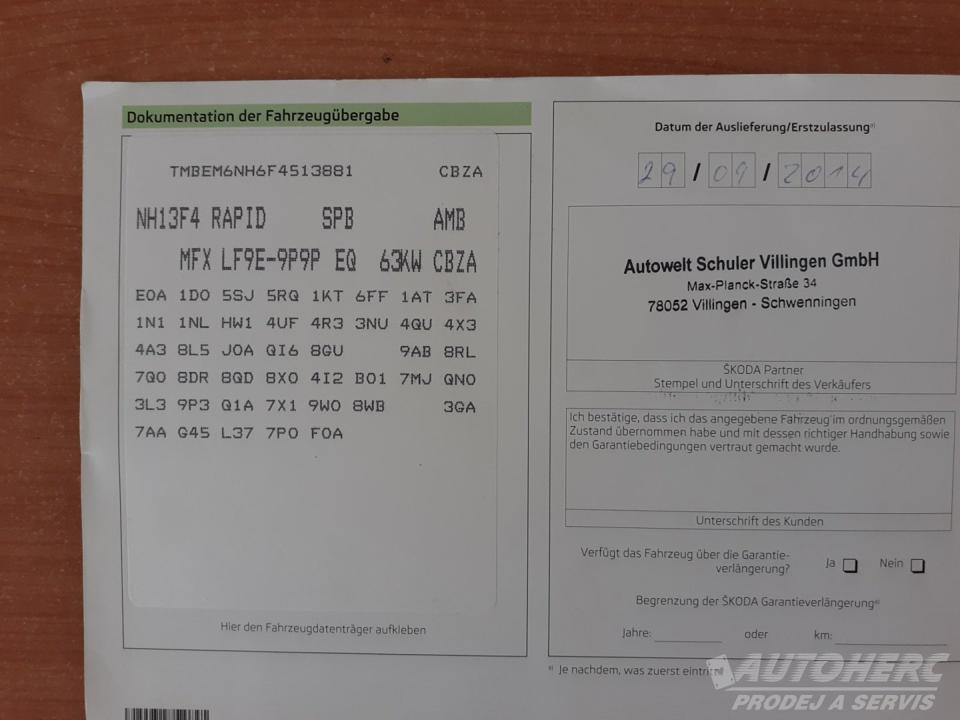 Dokumentation der Fahrzeugübergabe
TMBEM6NH6F4513881 CBZA
NH13F4 RAPID SPB AMB
MFX LF9E-9P9P EQ 63KW CBZA
E0A 1D0 5SJ 5RQ 1KT 6FF 1AT 3FA
1N1 1NL HW1 4UF 4R3 3NU 4QU 4X3
4A3 8L5 J0A QI6 8GU 9AB 8RL
7Q0 8DR 8QD 8X0 4I2 B01 7MJ QN0
3L3 9P3 Q1A 7X1 9W0 8WB 3GA
7AA G45 L37 7P0 F0A
Hier den Fahrzeugdatenträger aufkleben
Datum der Auslieferung/Erstzulassung a)
29 / 09 / 2014
Autowelt Schuler Villingen GmbH
Max-Planck-Straße 34
78052 Villingen - Schwenningen
ŠKODA Partner
Stempel und Unterschrift des Verkäufers
Ich bestätige, dass ich das angegebene Fahrzeug im ordnungsgemäßen
Zustand übernommen habe und mit dessen richtiger Handhabung sowie
den Garantiebedingungen vertraut gemacht wurde.
Unterschrift des Kunden
Verfügt das Fahrzeug über die Garantie-
verlängerung? Ja Nein
Begrenzung der ŠKODA Garantieverlängerung a)
Jahre: oder km:
a) Je nachdem, was zuerst eintritt
AUTOHERC
PRODEJ A SERVIS